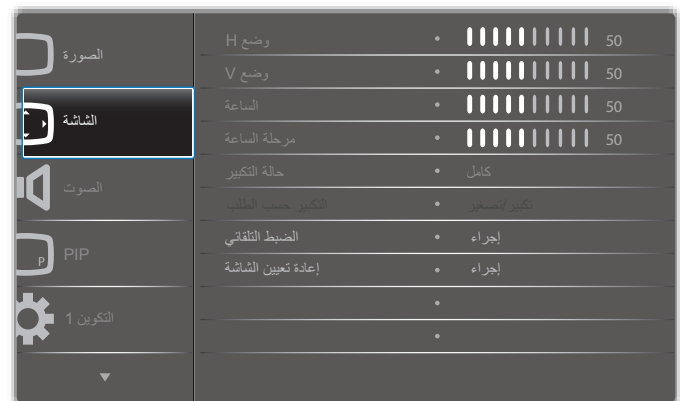 الصورة
الشاشة
الصوت
PIP
P
التكوين 1
وضع H • 50
وضع V • 50
الساعة • 50
مرحلة الساعة • 50
حالة التكبير • كامل
التكبير حسب الطلب • تكبير/تصغير
الضبط التلقائي • إجراء
إعادة تعيين الشاشة • إجراء
•
•